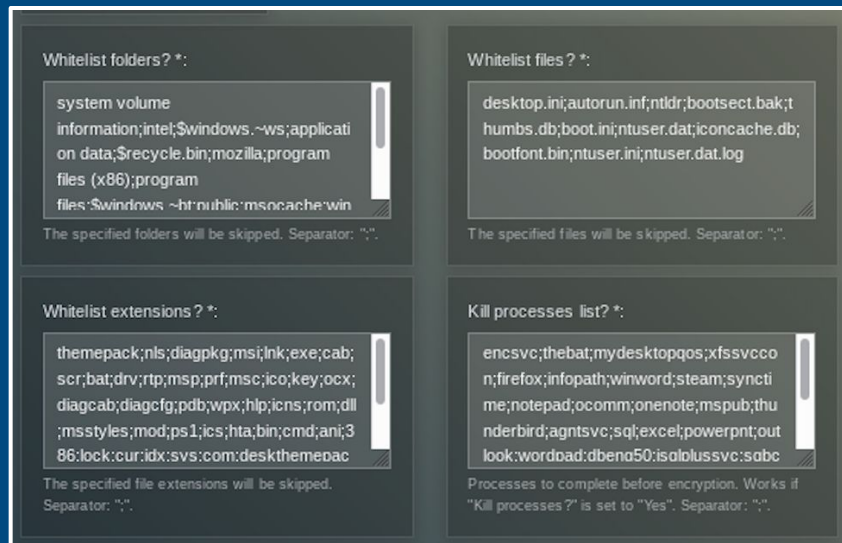 Whitelist folders? *:
system volume
information;intel;$windows.~ws;applicati
on data;$recycle.bin;mozilla;program
files (x86);program
files;$windows.~bt;public;msocache;win
The specified folders will be skipped. Separator: ";".
Whitelist files? *:
desktop.ini;autorun.inf;ntldr;bootsect.bak;t
humbs.db;boot.ini;ntuser.dat;iconcache.db;
bootfont.bin;ntuser.ini;ntuser.dat.log
The specified files will be skipped. Separator: ";".
Whitelist extensions? *:
themepack;nls;diagpkg;msi;lnk;exe;cab;
scr;bat;drv;rtp;msp;prf;msc;ico;key;ocx;
diagcab;diagcfg;pdb;wpx;hlp;icns;rom;dll
;msstyles;mod;ps1;ics;hta;bin;cmd;ani;3
86;lock;cur;idx;sys;com;deskthemepac
The specified file extensions will be skipped.
Separator: ";".
Kill processes list? *:
encsvc;thebat;mydesktopqos;xfssvcco
n;firefox;infopath;winword;steam;syncti
me;notepad;ocomm;onenote;mspub;thu
nderbird;agntsvc;sql;excel;powerpnt;out
look;wordpad;dbeng50;isqlplussvc;sqbc
Processes to complete before encryption. Works if
"Kill processes?" is set to "Yes". Separator: ";".